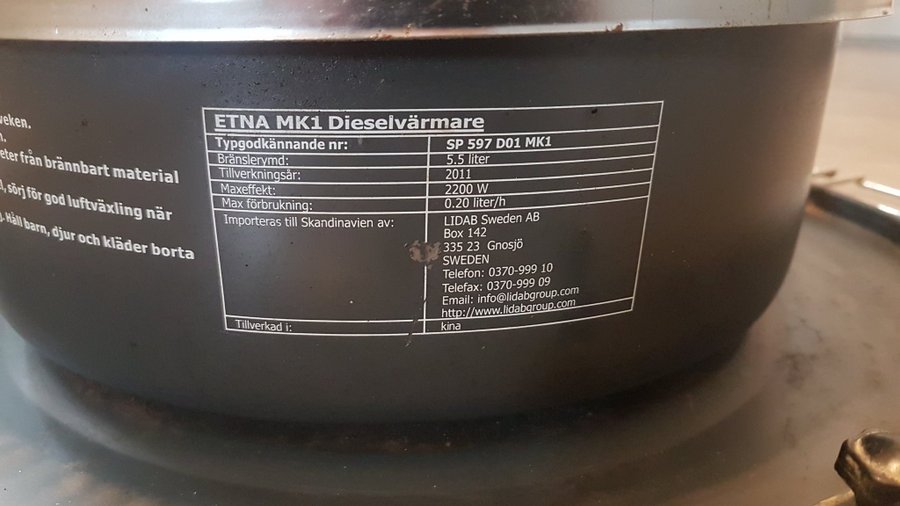 veken.
eter från brännbart material
l, sörj för god luftväxling när
g. Håll barn, djur och kläder borta
ETNA MK1 Dieselvärmare
Typgodkännande nr: SP 597 D01 MK1
Bränslerymd: 5.5 liter
Tillverkningsår: 2011
Maxeffekt: 2200 W
Max förbrukning: 0.20 liter/h
Importeras till Skandinavien av: LIDAB Sweden AB
Box 142
335 23 Gnosjö
SWEDEN
Telefon: 0370-999 10
Telefax: 0370-999 09
Email: info@lidabgroup.com
http://www.lidabgroup.com
Tillverkad i: kina